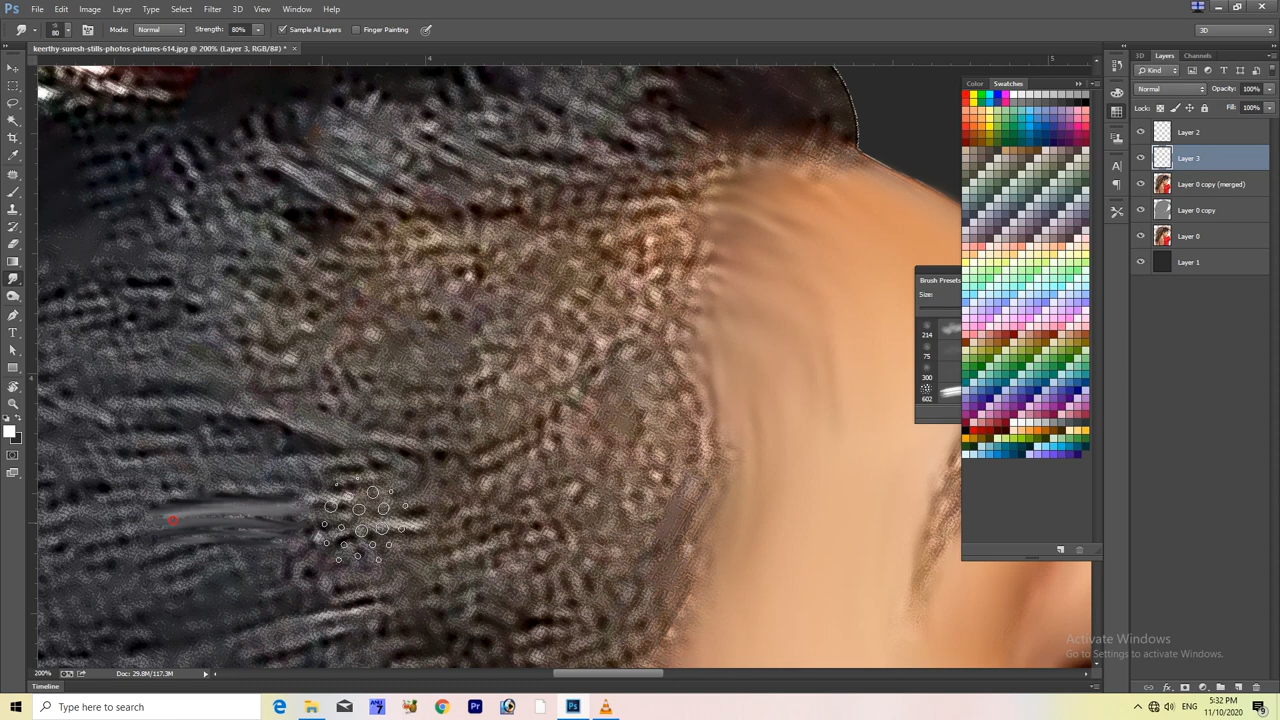 Ps File Edit Image Layer Type Select Filter 3D View Window Help
80 Mode: Normal Strength: 80% Sample All Layers Finger Painting 3D
keerthy-suresh-stills-photos-pictures-614.jpg @ 200% (Layer 3, RGB/8#) * ×
4 5
4
3D Layers Channels
Kind
Normal Opacity: 100%
Lock: Fill: 100%
Layer 2
Layer 3
Layer 0 copy (merged)
Layer 0 copy
Layer 0
Layer 1
Color Swatches
Brush Presets
Size:
214
75
300
602
Activate Windows
Go to Settings to activate Windows.
200% Doc: 29.8M/117.3M
Timeline
Type here to search
ENG 5:32 PM
11/10/2020